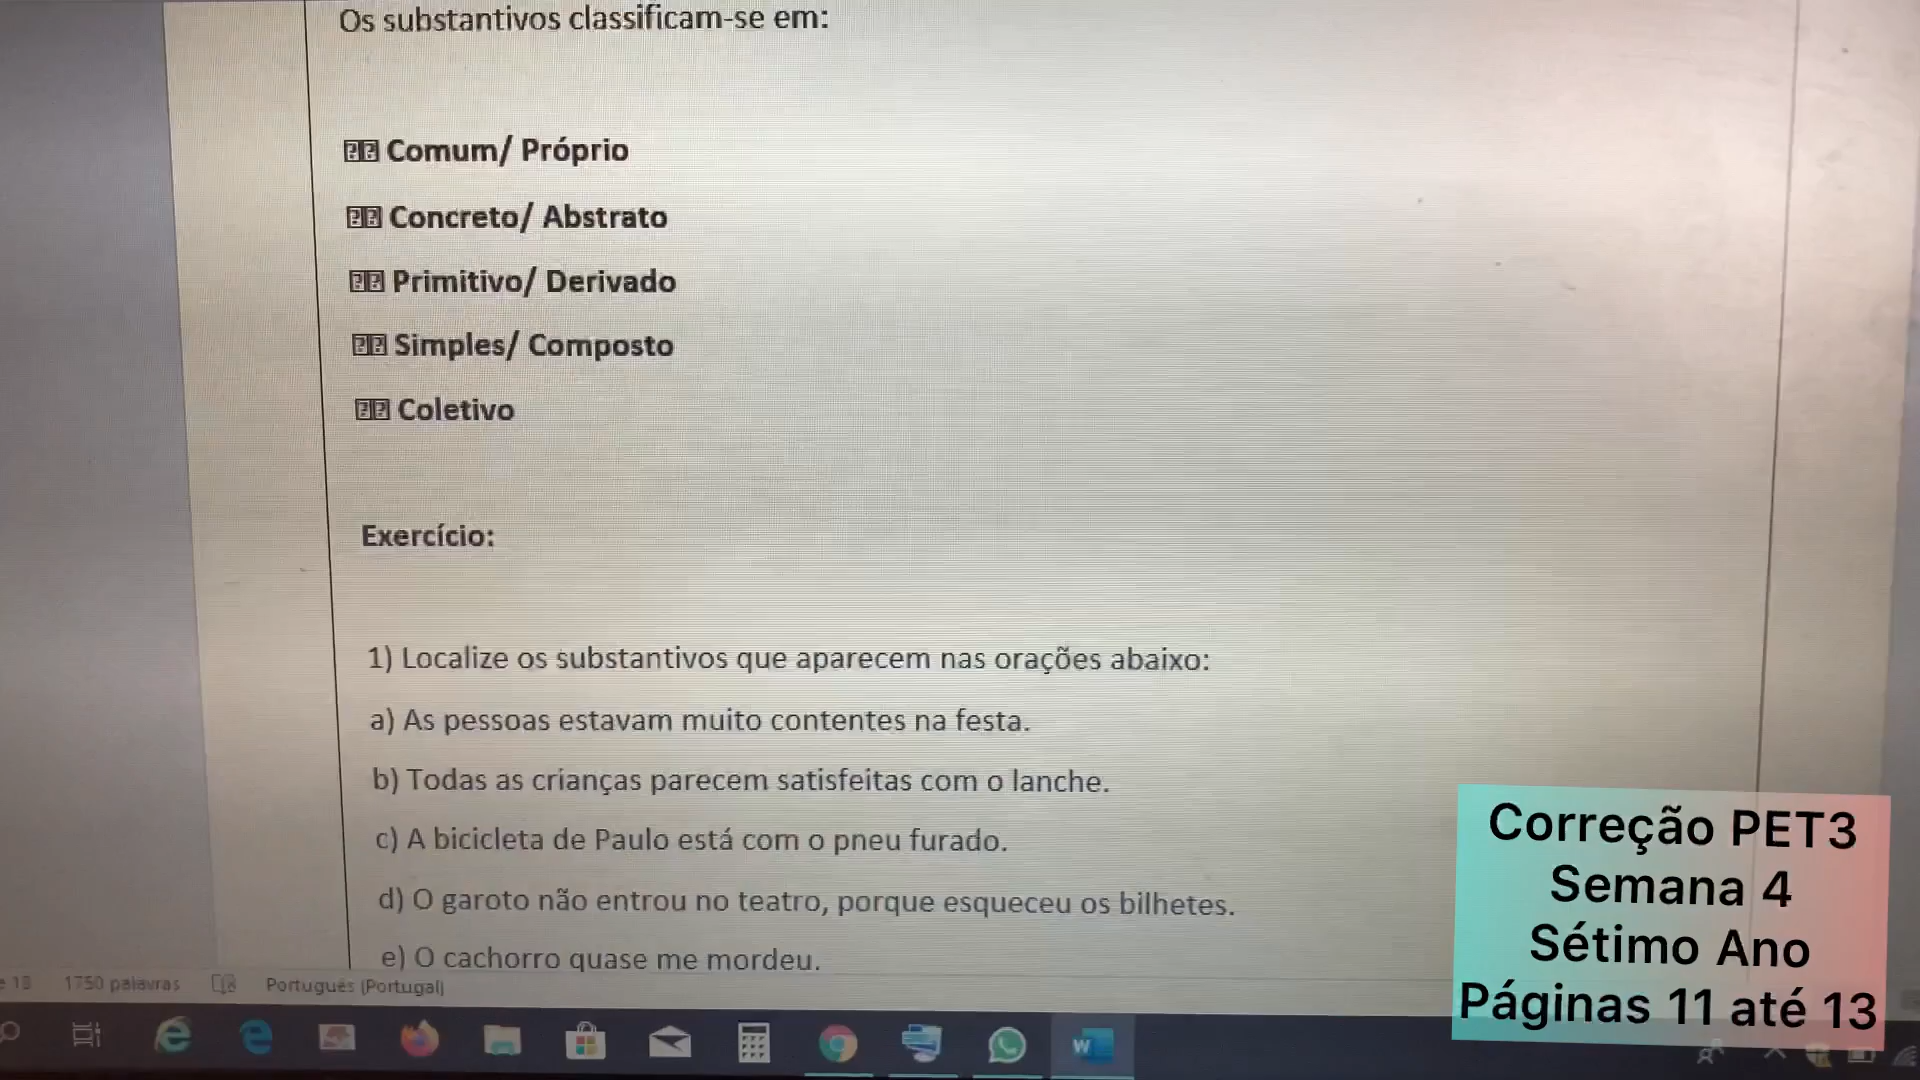 Os substantivos classificam-se em:
Comum/ Próprio
Concreto/ Abstrato
Primitivo/ Derivado
Simples/ Composto
Coletivo
Exercício:
1) Localize os substantivos que aparecem nas orações abaixo:
a) As pessoas estavam muito contentes na festa.
b) Todas as crianças parecem satisfeitas com o lanche.
c) A bicicleta de Paulo está com o pneu furado.
d) O garoto não entrou no teatro, porque esqueceu os bilhetes.
e) O cachorro quase me mordeu.
1750 palavras Português (Portugal)
Correção PET3
Semana 4
Sétimo Ano
Páginas 11 até 13